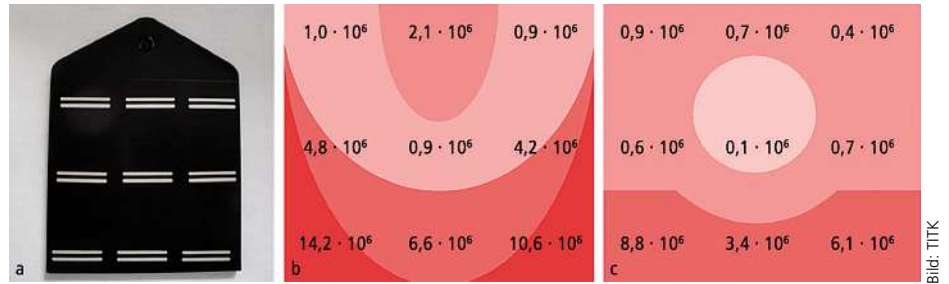 1,0 · 10⁶ 2,1 · 10⁶ 0,9 · 10⁶ 0,9 · 10⁶ 0,7 · 10⁶ 0,4 · 10⁶
4,8 · 10⁶ 0,9 · 10⁶ 4,2 · 10⁶ 0,6 · 10⁶ 0,1 · 10⁶ 0,7 · 10⁶
14,2 · 10⁶ 6,6 · 10⁶ 10,6 · 10⁶ 8,8 · 10⁶ 3,4 · 10⁶ 6,1 · 10⁶
a b c
Bild: TITK